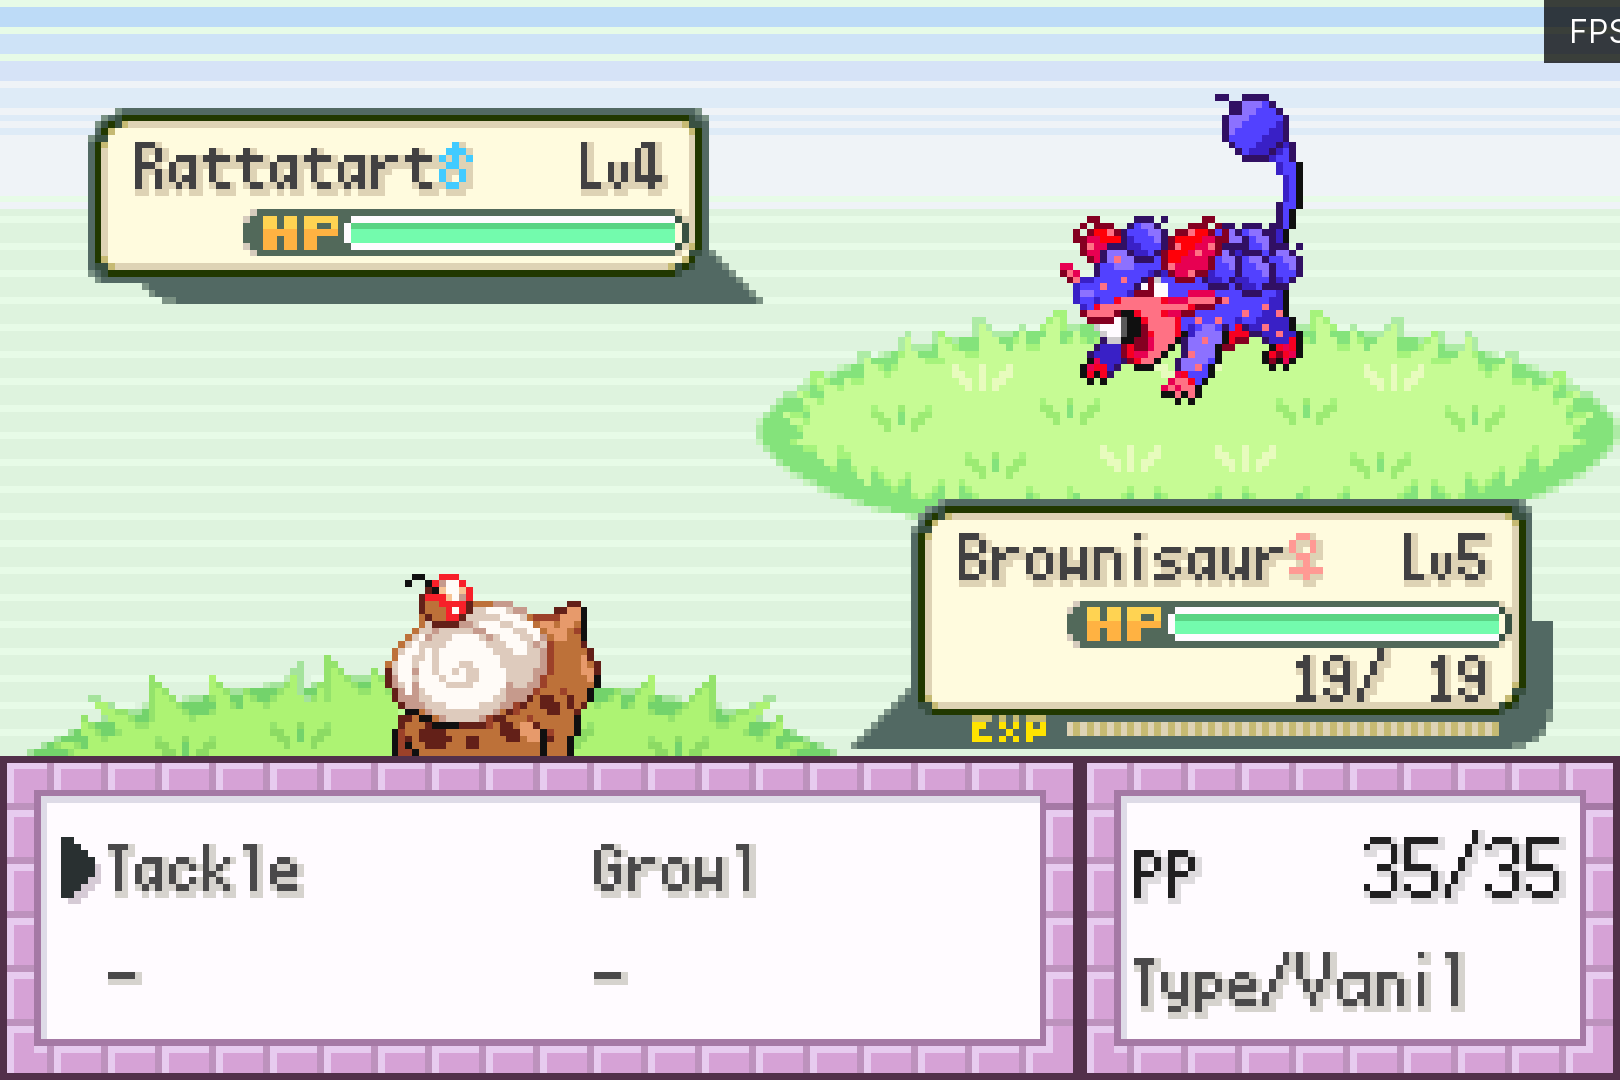 FPS
Rattatart♂ Lv4
HP
Brownisaur♀ Lv5
HP
19/ 19
EXP
Tackle Growl
- -
PP 35/35
Type/Vanil